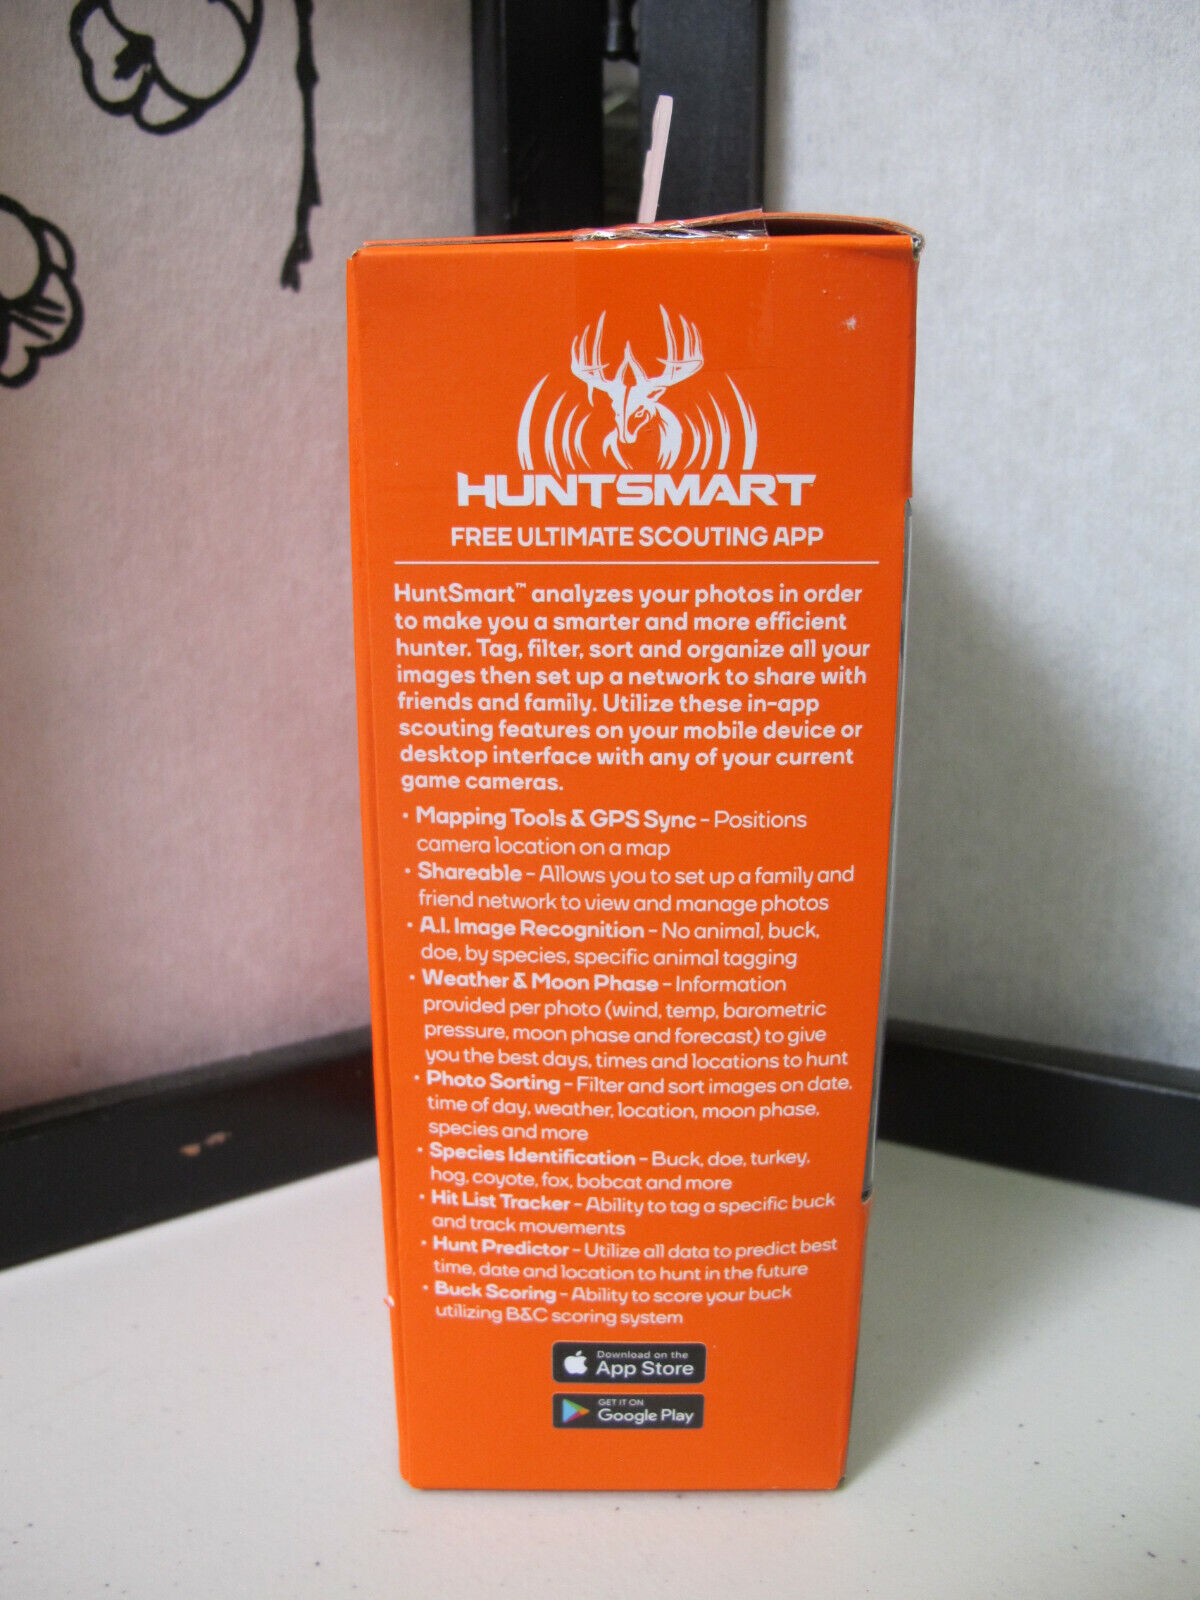 HUNTSMART
FREE ULTIMATE SCOUTING APP
HuntSmart™ analyzes your photos in order
to make you a smarter and more efficient
hunter. Tag, filter, sort and organize all your
images then set up a network to share with
friends and family. Utilize these in-app
scouting features on your mobile device or
desktop interface with any of your current
game cameras.
• Mapping Tools & GPS Sync - Positions
camera location on a map
• Shareable - Allows you to set up a family and
friend network to view and manage photos
• A.I. Image Recognition - No animal, buck,
doe, by species, specific animal tagging
• Weather & Moon Phase - Information
provided per photo (wind, temp, barometric
pressure, moon phase and forecast) to give
you the best days, times and locations to hunt
• Photo Sorting - Filter and sort images on date,
time of day, weather, location, moon phase,
species and more
• Species Identification - Buck, doe, turkey,
hog, coyote, fox, bobcat and more
• Hit List Tracker - Ability to tag a specific buck
and track movements
• Hunt Predictor - Utilize all data to predict best
time, date and location to hunt in the future
• Buck Scoring - Ability to score your buck
utilizing B&C scoring system
Download on the
App Store
GET IT ON
Google Play